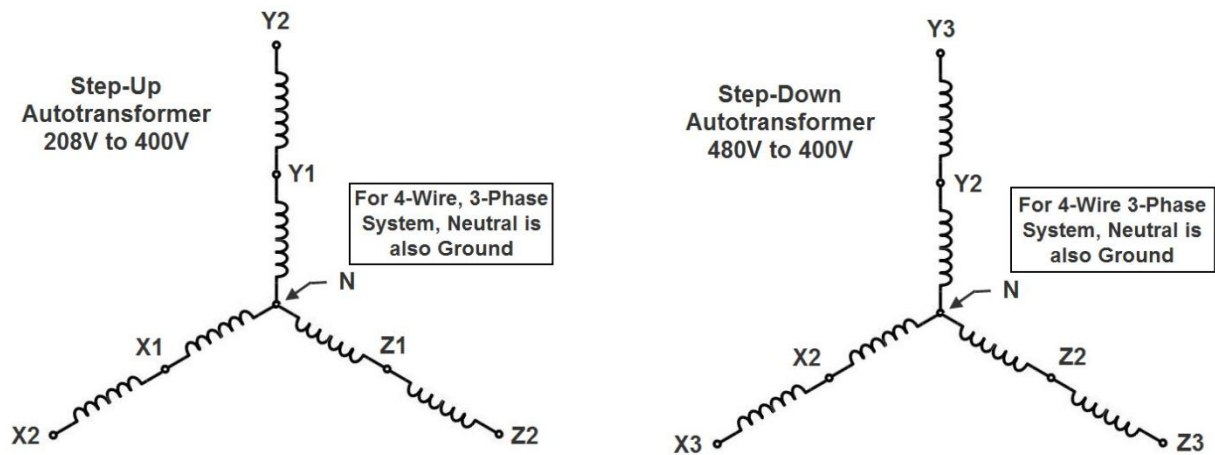 Y2
Step-Up
Autotransformer
208V to 400V
Y1
For 4-Wire, 3-Phase
System, Neutral is
also Ground
N
X1
Z1
X2
Z2
Y3
Step-Down
Autotransformer
480V to 400V
Y2
For 4-Wire 3-Phase
System, Neutral is
also Ground
N
X2
Z2
X3
Z3